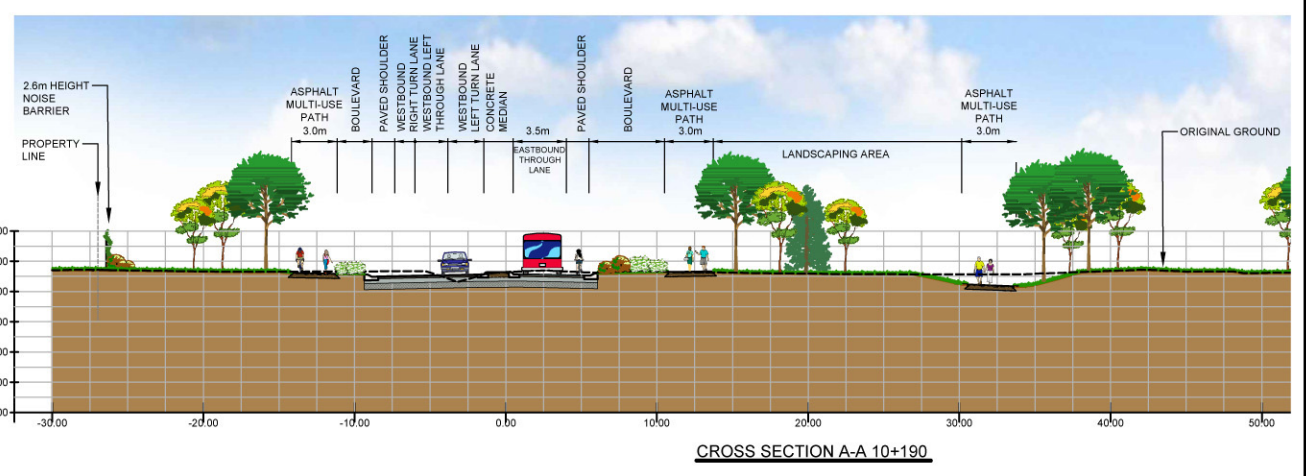 2.6m HEIGHT
NOISE
BARRIER
PROPERTY
LINE
ASPHALT
MULTI-USE
PATH
3.0m
BOULEVARD
PAVED SHOULDER
WESTBOUND
RIGHT TURN LANE
WESTBOUND LEFT
THROUGH LANE
WESTBOUND
LEFT TURN LANE
CONCRETE
MEDIAN
3.5m
EASTBOUND
THROUGH
LANE
PAVED SHOULDER
BOULEVARD
ASPHALT
MULTI-USE
PATH
3.0m
LANDSCAPING AREA
ASPHALT
MULTI-USE
PATH
3.0m
ORIGINAL GROUND
-30.00 -20.00 -10.00 0.00 10.00 20.00 30.00 40.00 50.00
CROSS SECTION A-A 10+190